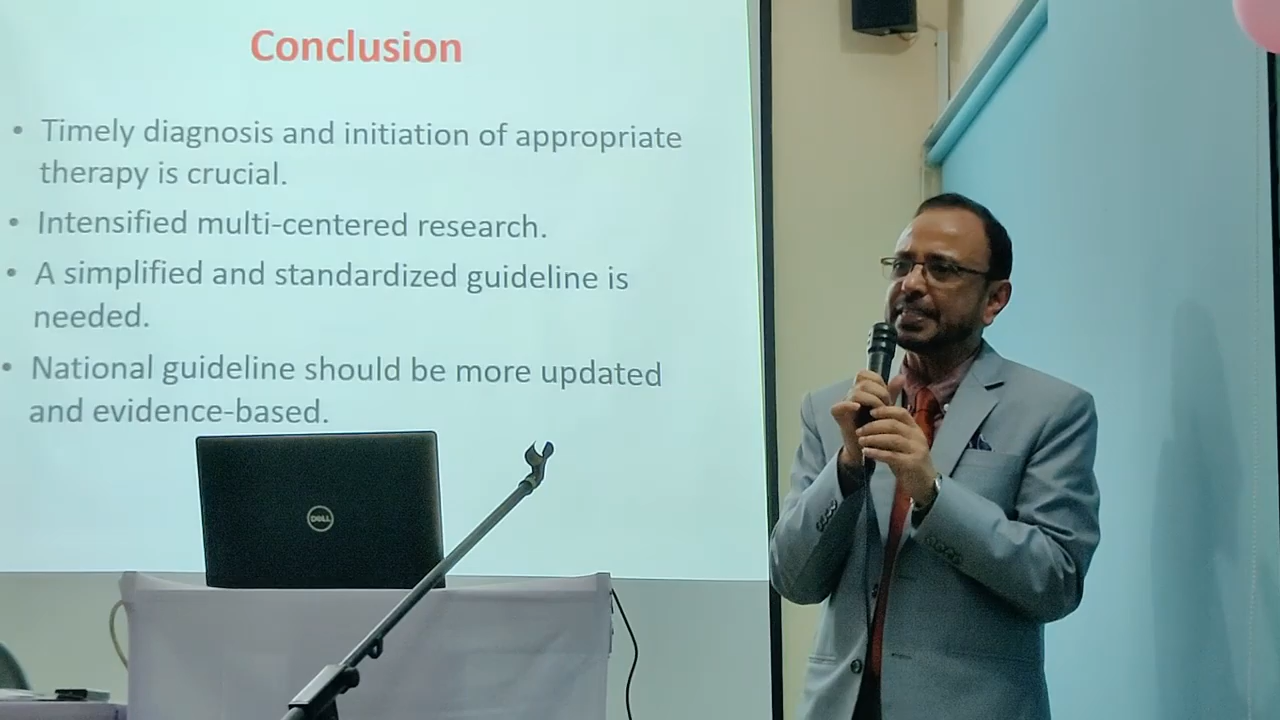 Conclusion
• Timely diagnosis and initiation of appropriate
therapy is crucial.
• Intensified multi-centered research.
• A simplified and standardized guideline is
needed.
• National guideline should be more updated
and evidence-based.
DELL